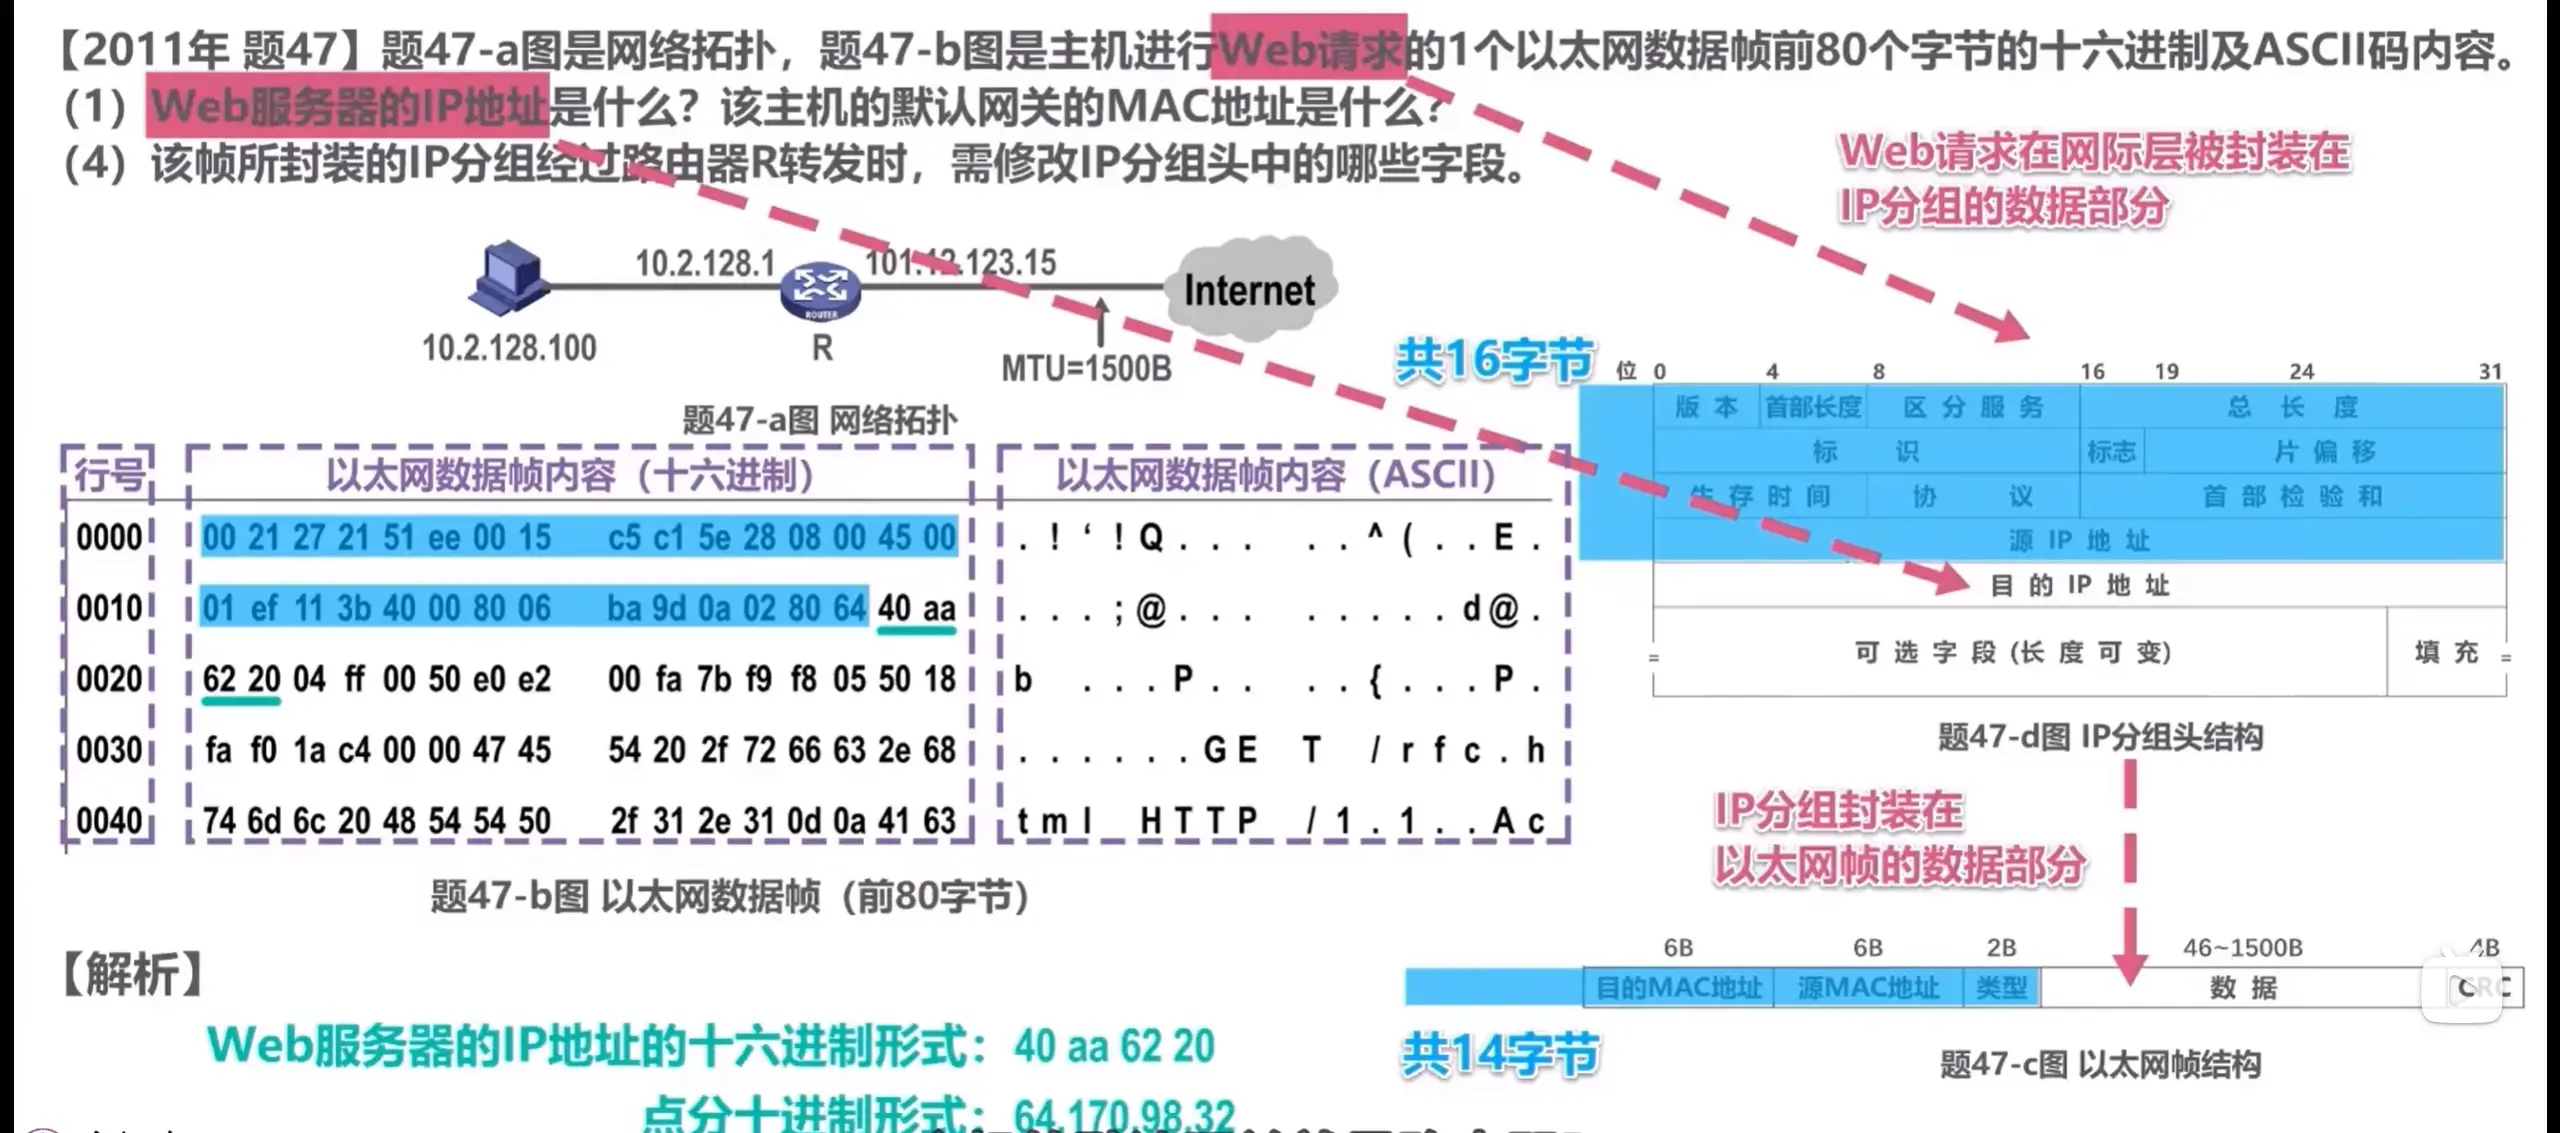 【2011年 题47】题47-a图是网络拓扑，题47-b图是主机进行Web请求的1个以太网数据帧前80个字节的十六进制及ASCII码内容。
（1）Web服务器的IP地址是什么？该主机的默认网关的MAC地址是什么？
（4）该帧所封装的IP分组经过路由器R转发时，需修改IP分组头中的哪些字段。
Web请求在网际层被封装在
IP分组的数据部分
10.2.128.1
101.12.123.15
ROUTER
Internet
10.2.128.100
R
MTU=1500B
题47-a图 网络拓扑
共16字节
位 0 4 8 16 19 24 31
版 本 首部长度 区 分 服 务 总 长 度
标 识 标志 片 偏 移
生 存 时 间 协 议 首 部 检 验 和
源 IP 地 址
目 的 IP 地 址
可 选 字 段 (长 度 可 变) 填 充
题47-d图 IP分组头结构
行号 以太网数据帧内容（十六进制） 以太网数据帧内容（ASCII）
0000 00 21 27 21 51 ee 00 15 c5 c1 5e 28 08 00 45 00 . ! ‘ ! Q . . . . . ^ ( . . E .
0010 01 ef 11 3b 40 00 80 06 ba 9d 0a 02 80 64 40 aa . . . ; @ . . . . . . . . d @ .
0020 62 20 04 ff 00 50 e0 e2 00 fa 7b f9 f8 05 50 18 b . . . P . . . . { . . . P .
0030 fa f0 1a c4 00 00 47 45 54 20 2f 72 66 63 2e 68 . . . . . . G E T / r f c . h
0040 74 6d 6c 20 48 54 54 50 2f 31 2e 31 0d 0a 41 63 t m l H T T P / 1 . 1 . . A c
题47-b图 以太网数据帧（前80字节）
IP分组封装在
以太网帧的数据部分
6B 6B 2B 46~1500B 4B
目的MAC地址 源MAC地址 类型 数 据 CRC
共14字节
题47-c图 以太网帧结构
【解析】
Web服务器的IP地址的十六进制形式：40 aa 62 20
点分十进制形式：64.170.98.32